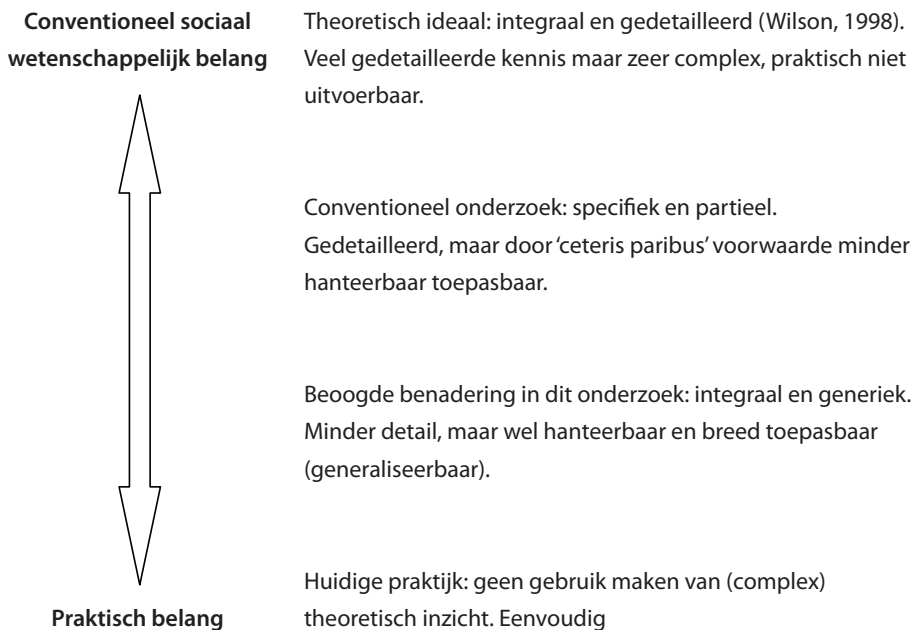 Conventioneel sociaal
wetenschappelijk belang
Theoretisch ideaal: integraal en gedetailleerd (Wilson, 1998).
Veel gedetailleerde kennis maar zeer complex, praktisch niet
uitvoerbaar.
Conventioneel onderzoek: specifiek en partieel.
Gedetailleerd, maar door ‘ceteris paribus’ voorwaarde minder
hanteerbaar toepasbaar.
Beoogde benadering in dit onderzoek: integraal en generiek.
Minder detail, maar wel hanteerbaar en breed toepasbaar
(generaliseerbaar).
Huidige praktijk: geen gebruik maken van (complex)
theoretisch inzicht. Eenvoudig
Praktisch belang